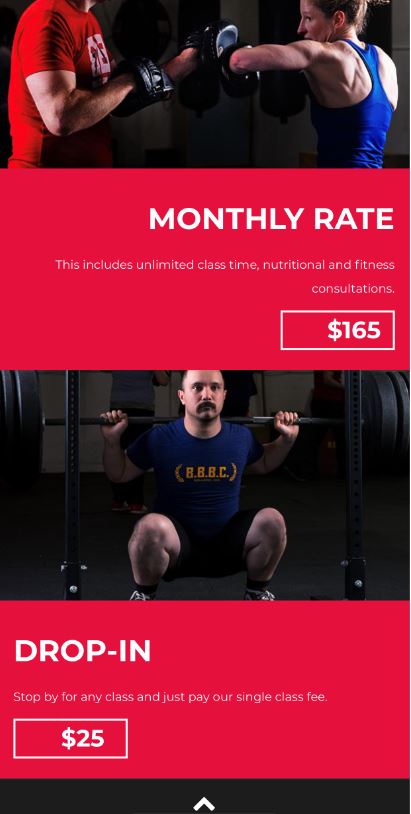 MONTHLY RATE
This includes unlimited class time, nutritional and fitness
consultations.
$165
B.B.B.C.
DROP-IN
Stop by for any class and just pay our single class fee.
$25